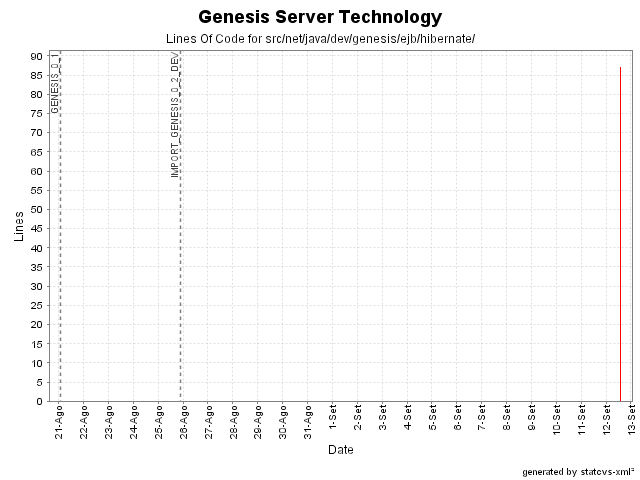 Genesis Server Technology
Lines Of Code for src/net/java/dev/genesis/ejb/hibernate/
90
85
80
75
70
65
60
55
50
45
40
35
30
25
20
15
10
5
0
Lines
GENESIS_0_1
IMPORT_GENESIS_0_2_DEV
21-Ago
22-Ago
23-Ago
24-Ago
25-Ago
26-Ago
27-Ago
28-Ago
29-Ago
30-Ago
31-Ago
1-Set
2-Set
3-Set
4-Set
5-Set
6-Set
7-Set
8-Set
9-Set
10-Set
11-Set
12-Set
13-Set
Date
generated by statcvs-xml²